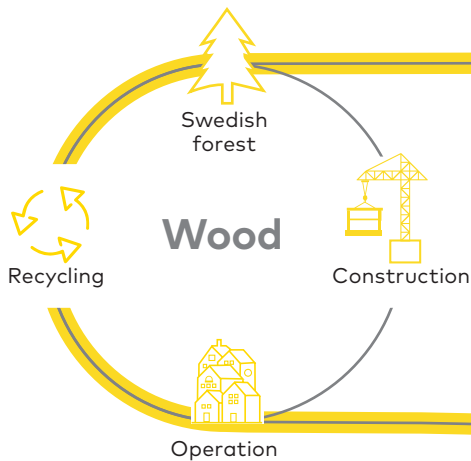 Swedish
forest
Wood
Recycling
Construction
Operation